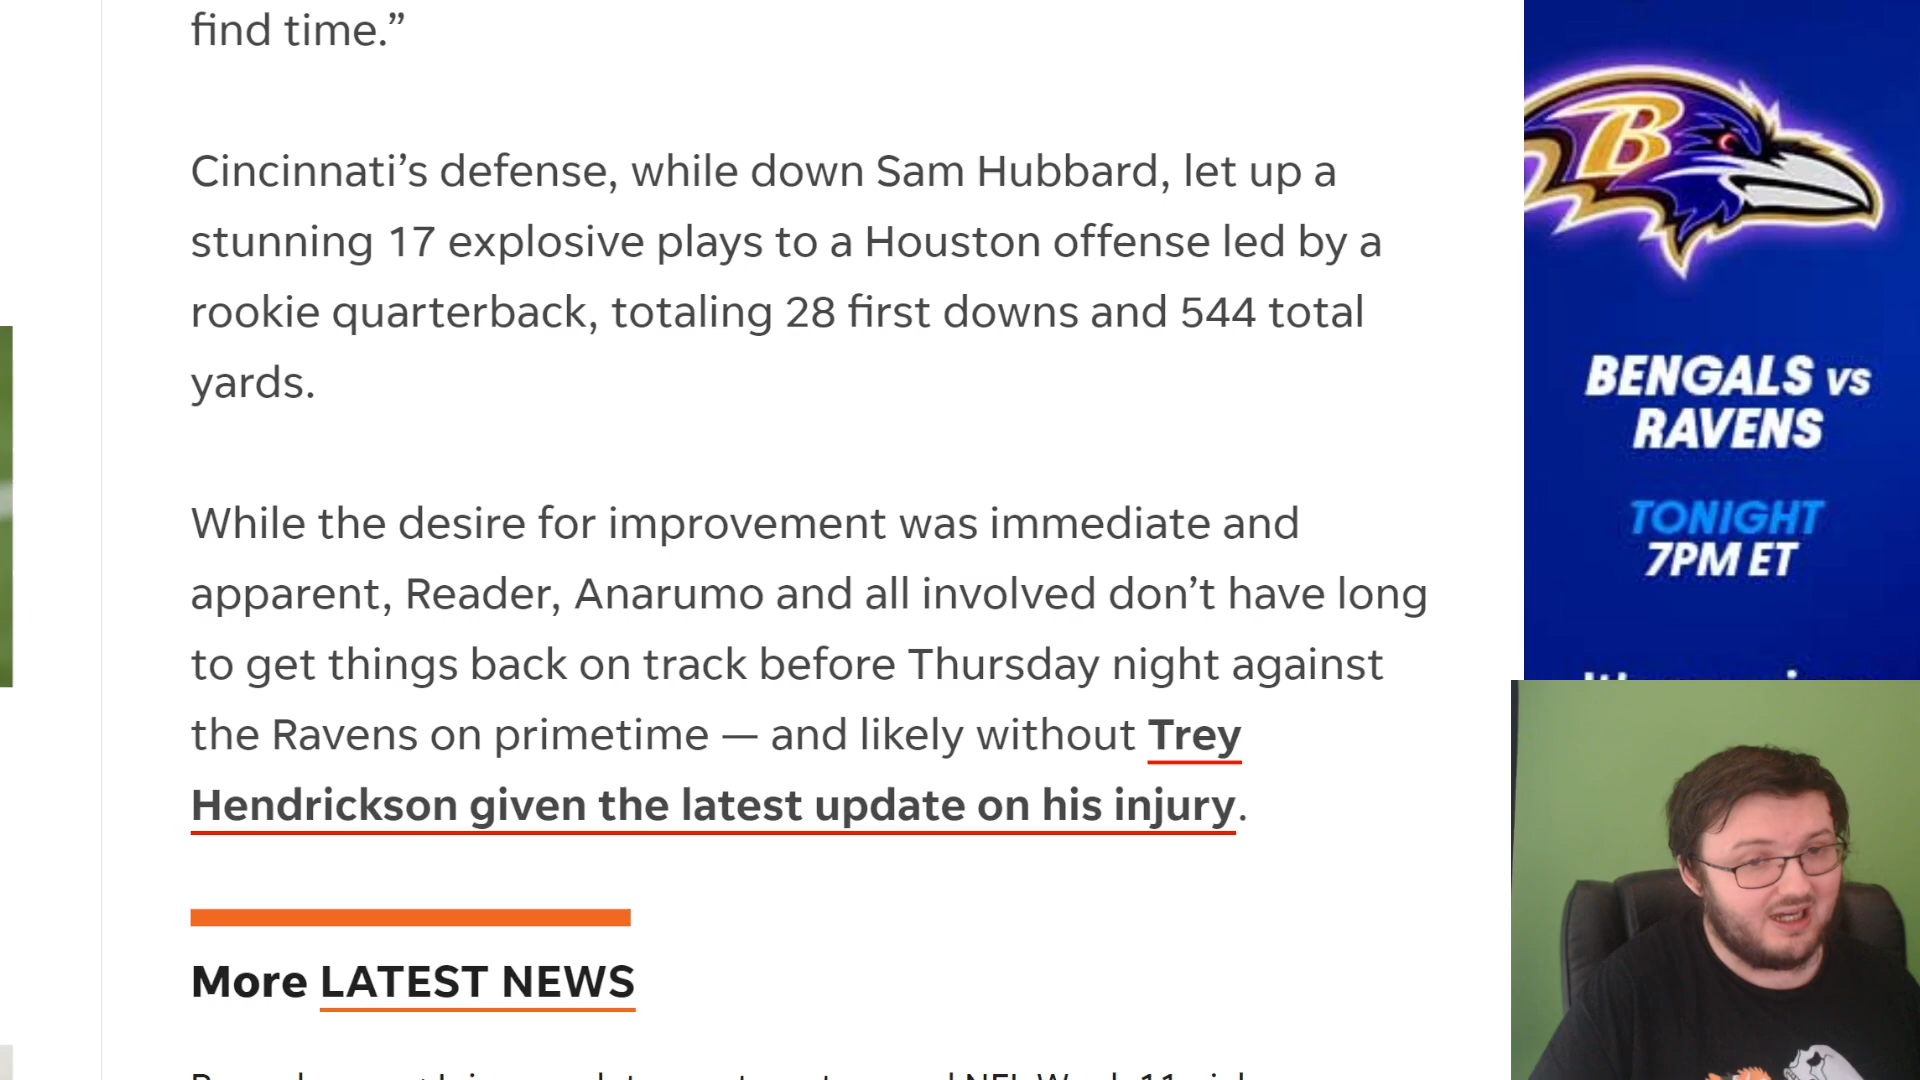 find time.”
Cincinnati’s defense, while down Sam Hubbard, let up a
stunning 17 explosive plays to a Houston offense led by a
rookie quarterback, totaling 28 first downs and 544 total
yards.
While the desire for improvement was immediate and
apparent, Reader, Anarumo and all involved don’t have long
to get things back on track before Thursday night against
the Ravens on primetime — and likely without Trey
Hendrickson given the latest update on his injury.
More LATEST NEWS
B
BENGALS vs
RAVENS
TONIGHT
7PM ET